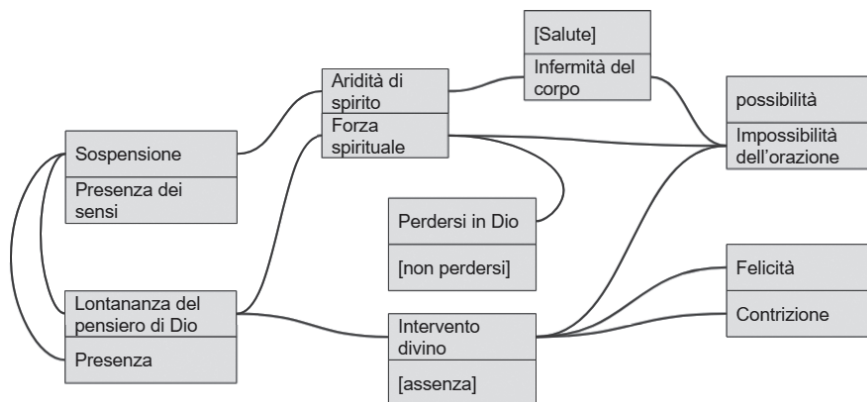 Sospensione
Presenza dei
sensi
Lontananza del
pensiero di Dio
Presenza
Aridità di
spirito
Forza
spirituale
Perdersi in Dio
[non perdersi]
Intervento
divino
[assenza]
[Salute]
Infermità del
corpo
possibilità
Impossibilità
dell’orazione
Felicità
Contrizione